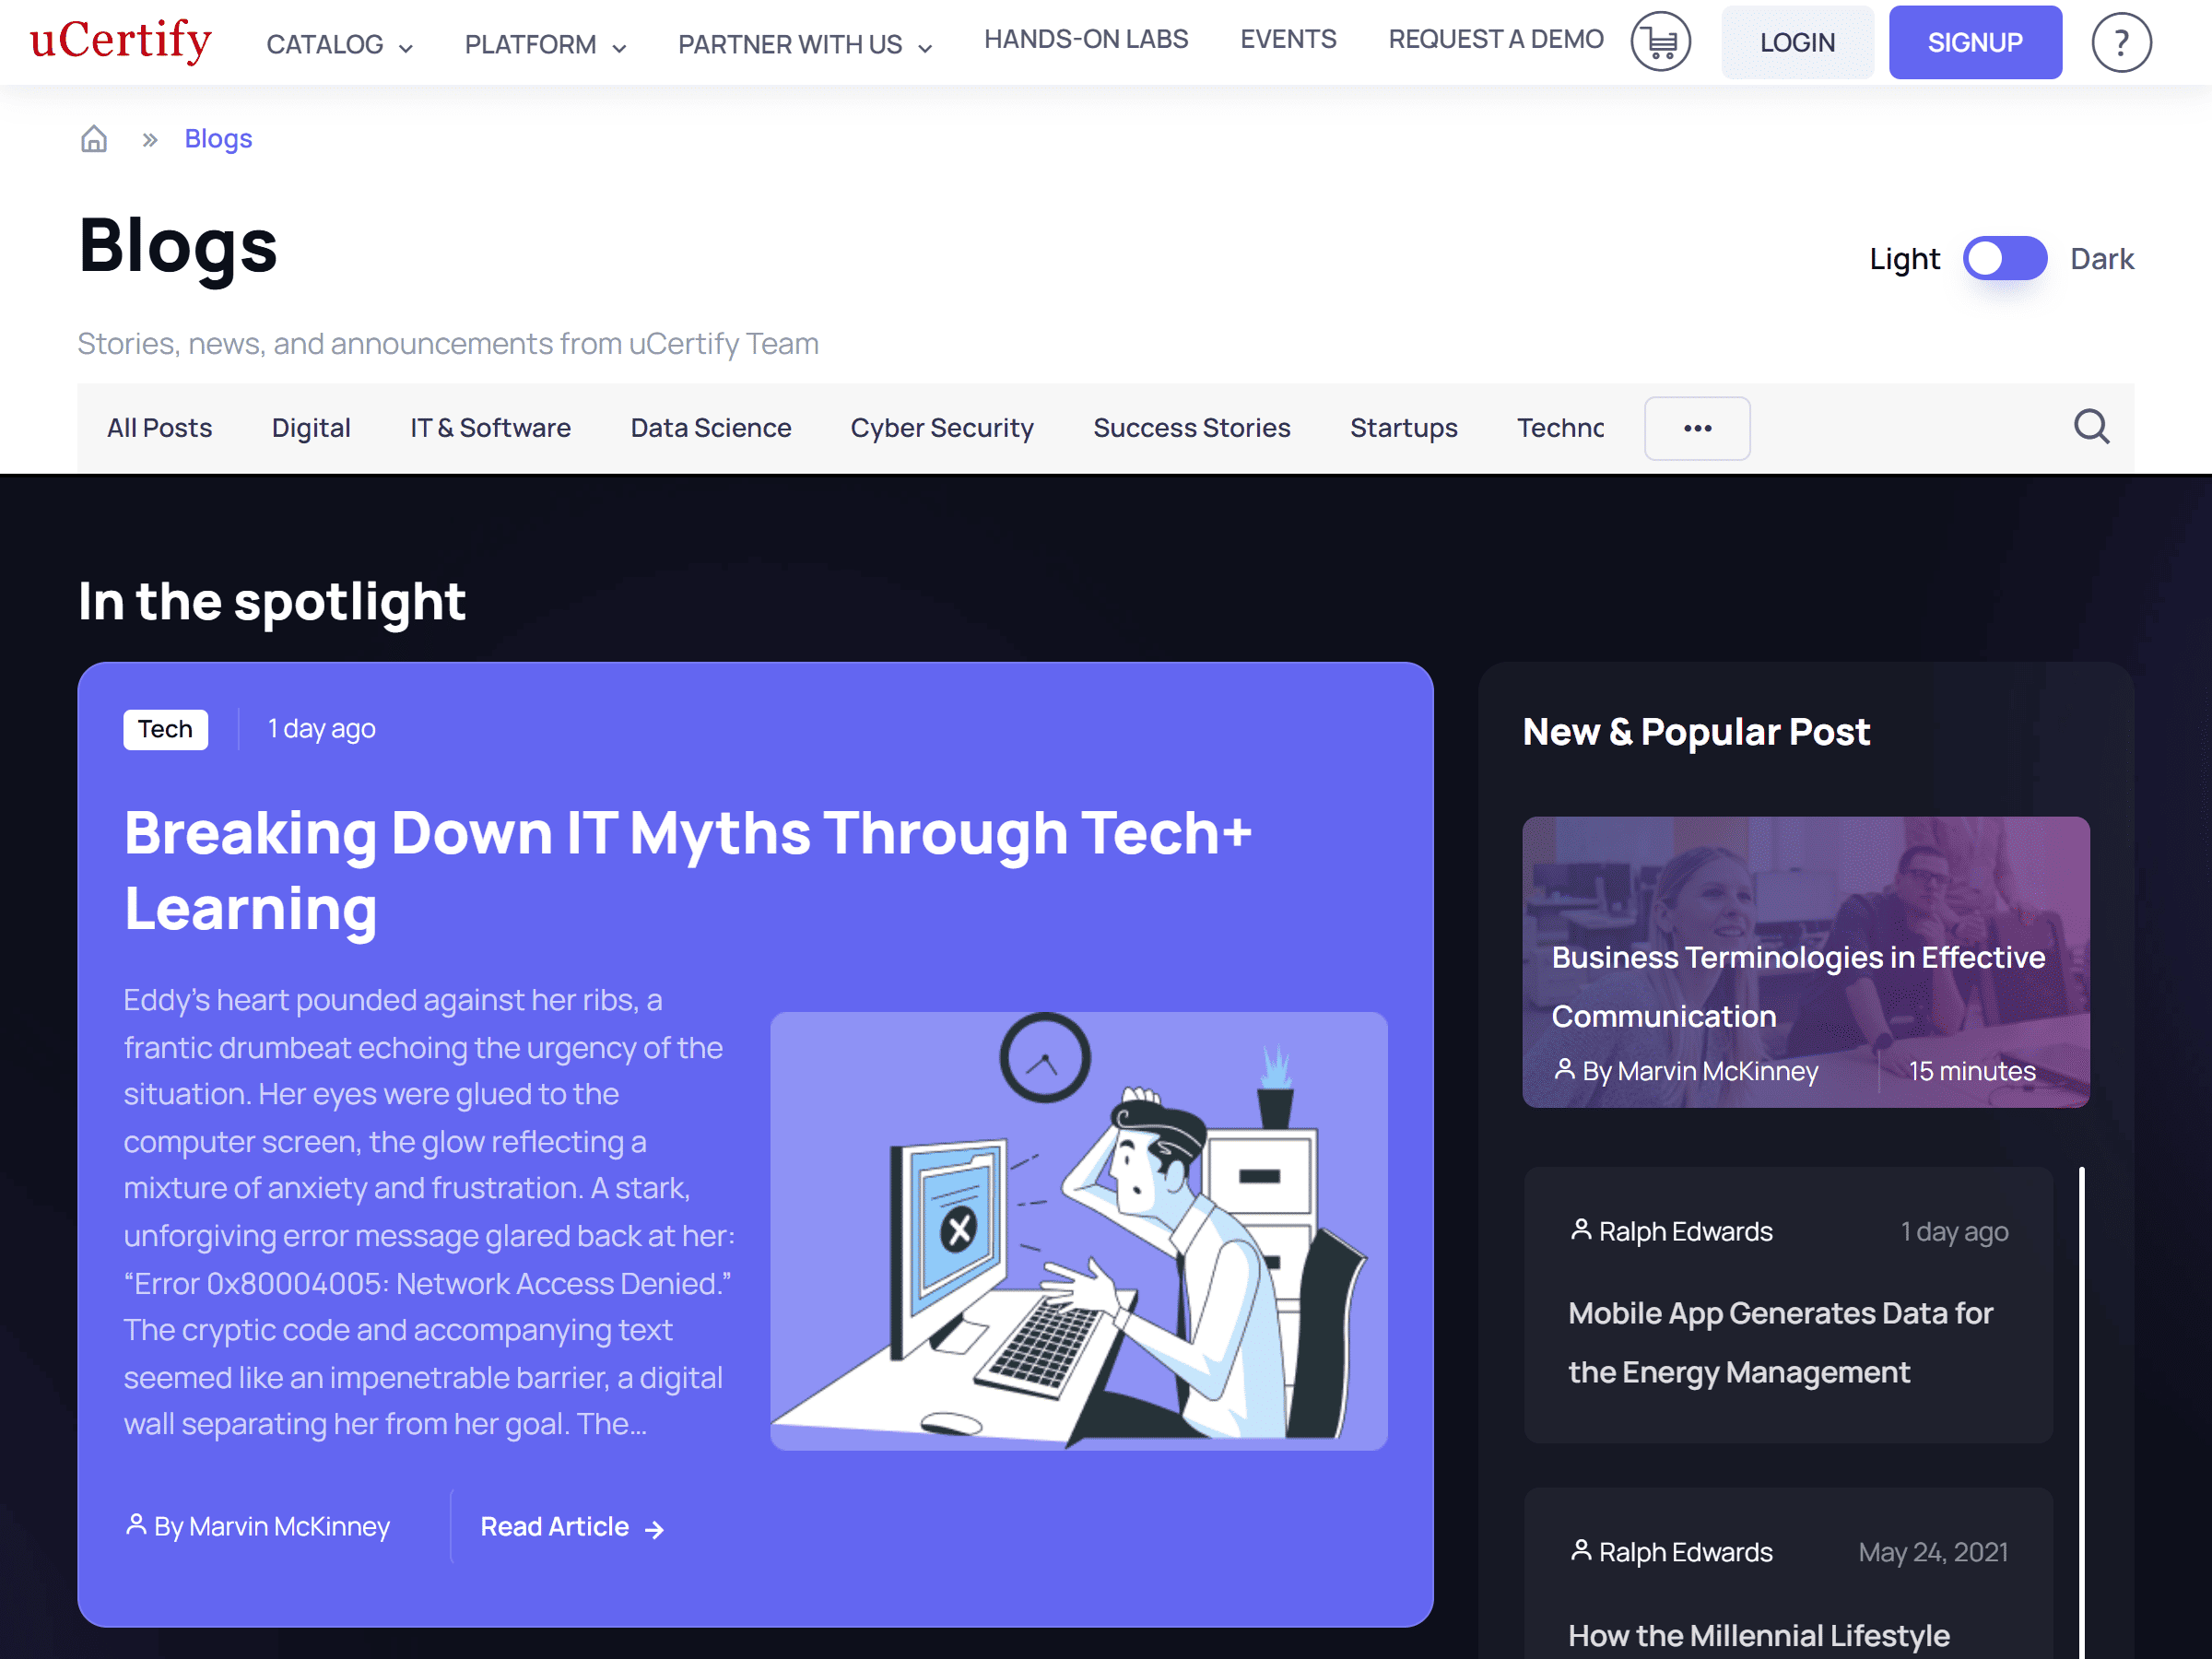 uCertify
CATALOG
PLATFORM
PARTNER WITH US
HANDS-ON LABS
EVENTS
REQUEST A DEMO
LOGIN
SIGNUP
?
Blogs
Blogs
Light
Dark
Stories, news, and announcements from uCertify Team
All Posts
Digital
IT & Software
Data Science
Cyber Security
Success Stories
Startups
Techno
•••
In the spotlight
Tech
1 day ago
Breaking Down IT Myths Through Tech+
Learning
Eddy’s heart pounded against her ribs, a
frantic drumbeat echoing the urgency of the
situation. Her eyes were glued to the
computer screen, the glow reflecting a
mixture of anxiety and frustration. A stark,
unforgiving error message glared back at her:
“Error 0x80004005: Network Access Denied.”
The cryptic code and accompanying text
seemed like an impenetrable barrier, a digital
wall separating her from her goal. The...
By Marvin McKinney
Read Article
New & Popular Post
Business Terminologies in Effective
Communication
By Marvin McKinney
15 minutes
Ralph Edwards
1 day ago
Mobile App Generates Data for
the Energy Management
Ralph Edwards
May 24, 2021
How the Millennial Lifestyle